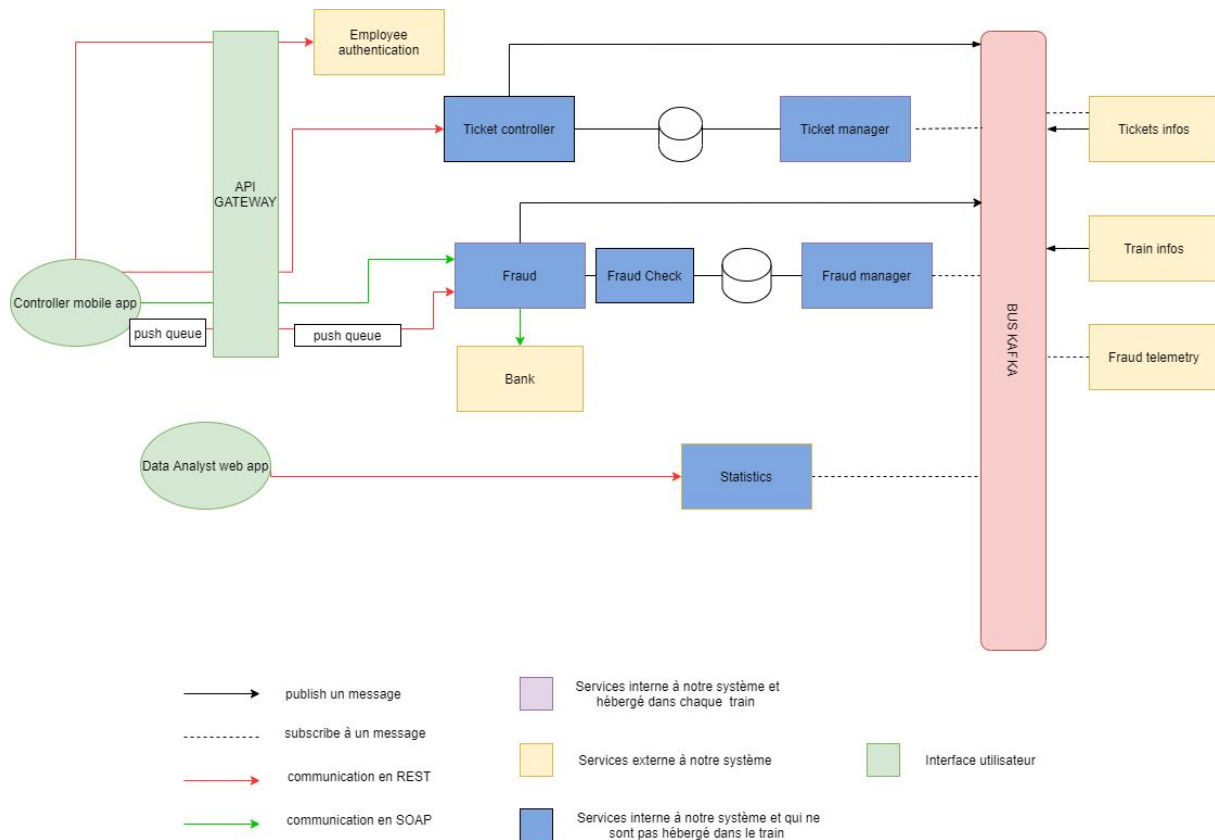 Employee
authentication
Ticket controller
Ticket manager
Tickets infos
API
GATEWAY
Train infos
Controller mobile app
Fraud
Fraud Check
Fraud manager
BUS KAFKA
push queue
push queue
Fraud telemetry
Bank
Data Analyst web app
Statistics
publish un message
Services interne à notre système et
hébergé dans chaque train
subscribe à un message
Services externe à notre système
Interface utilisateur
communication en REST
communication en SOAP
Services interne à notre système et qui ne
sont pas hébergé dans le train